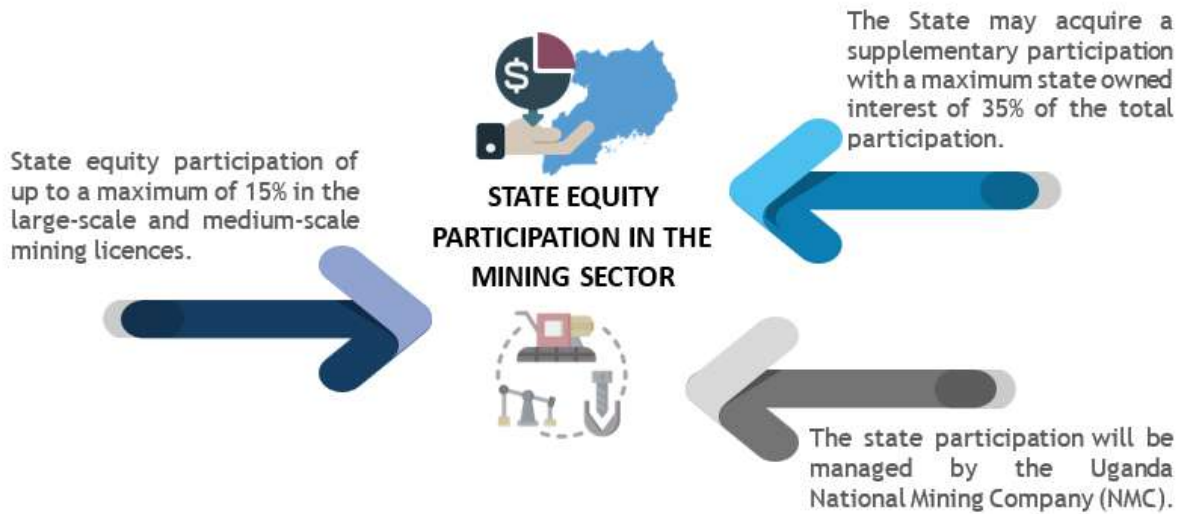 The State may acquire a
supplementary participation
with a maximum state owned
interest of 35% of the total
participation.
State equity participation of
up to a maximum of 15% in the
large-scale and medium-scale
mining licences.
$
STATE EQUITY
PARTICIPATION IN THE
MINING SECTOR
The state participation will be
managed by the Uganda
National Mining Company (NMC).